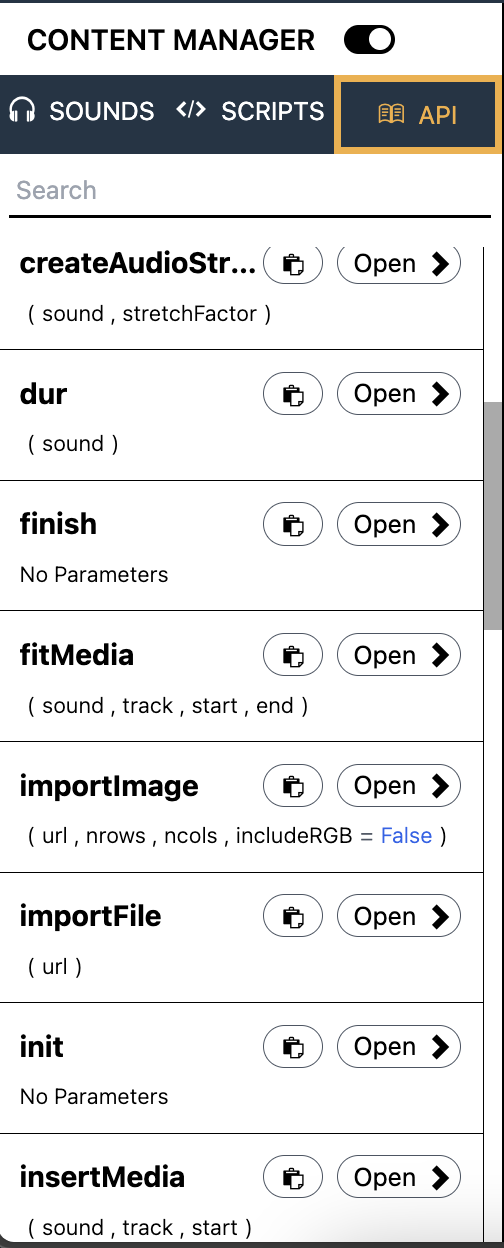 CONTENT MANAGER
SOUNDS </> SCRIPTS API
Search
createAudioStr... Open
( sound , stretchFactor )
dur Open
( sound )
finish Open
No Parameters
fitMedia Open
( sound , track , start , end )
importImage Open
( url , nrows , ncols , includeRGB = False )
importFile Open
( url )
init Open
No Parameters
insertMedia Open
( sound , track , start )